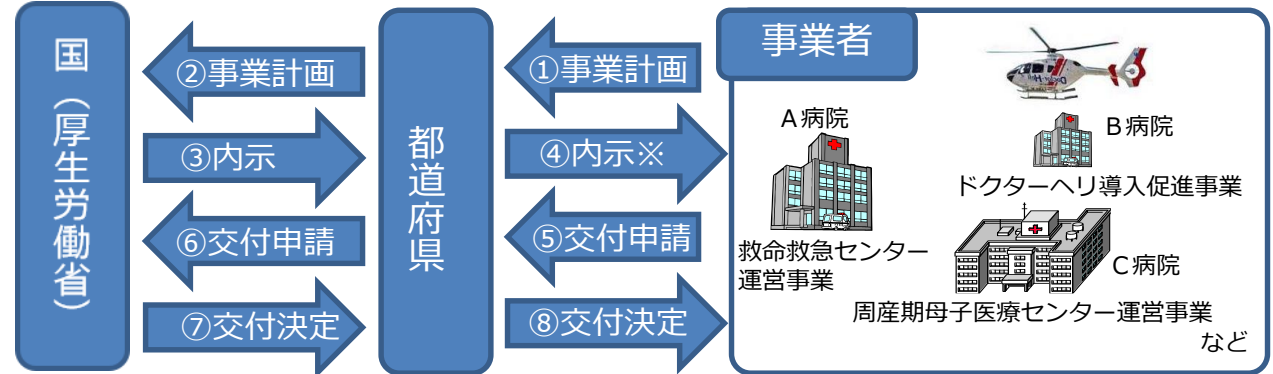 国（厚生労働省）
②事業計画
③内示
⑥交付申請
⑦交付決定
都道府県
①事業計画
④内示※
⑤交付申請
⑧交付決定
事業者
A病院
救命救急センター
運営事業
B病院
ドクターヘリ導入促進事業
C病院
周産期母子医療センター運営事業
など